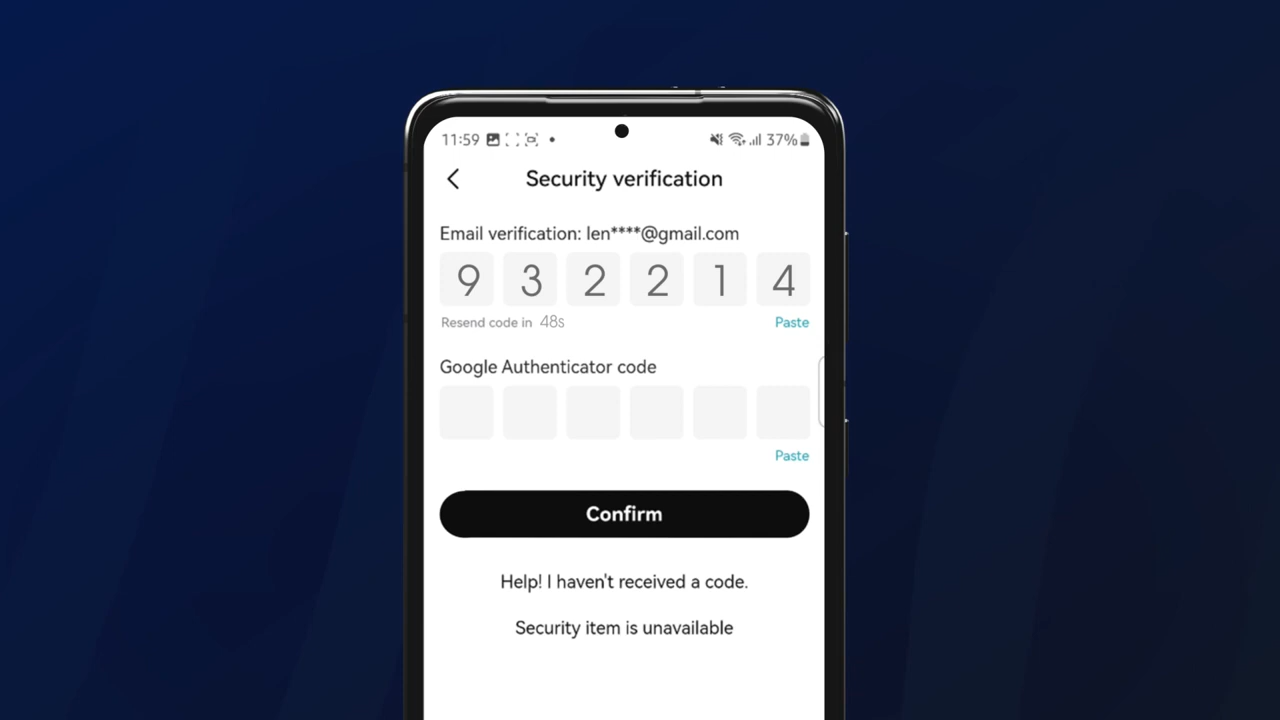 11:59 37%
Security verification
Email verification: len****@gmail.com
9 3 2 2 1 4
Resend code in 48s Paste
Google Authenticator code
Paste
Confirm
Help! I haven't received a code.
Security item is unavailable